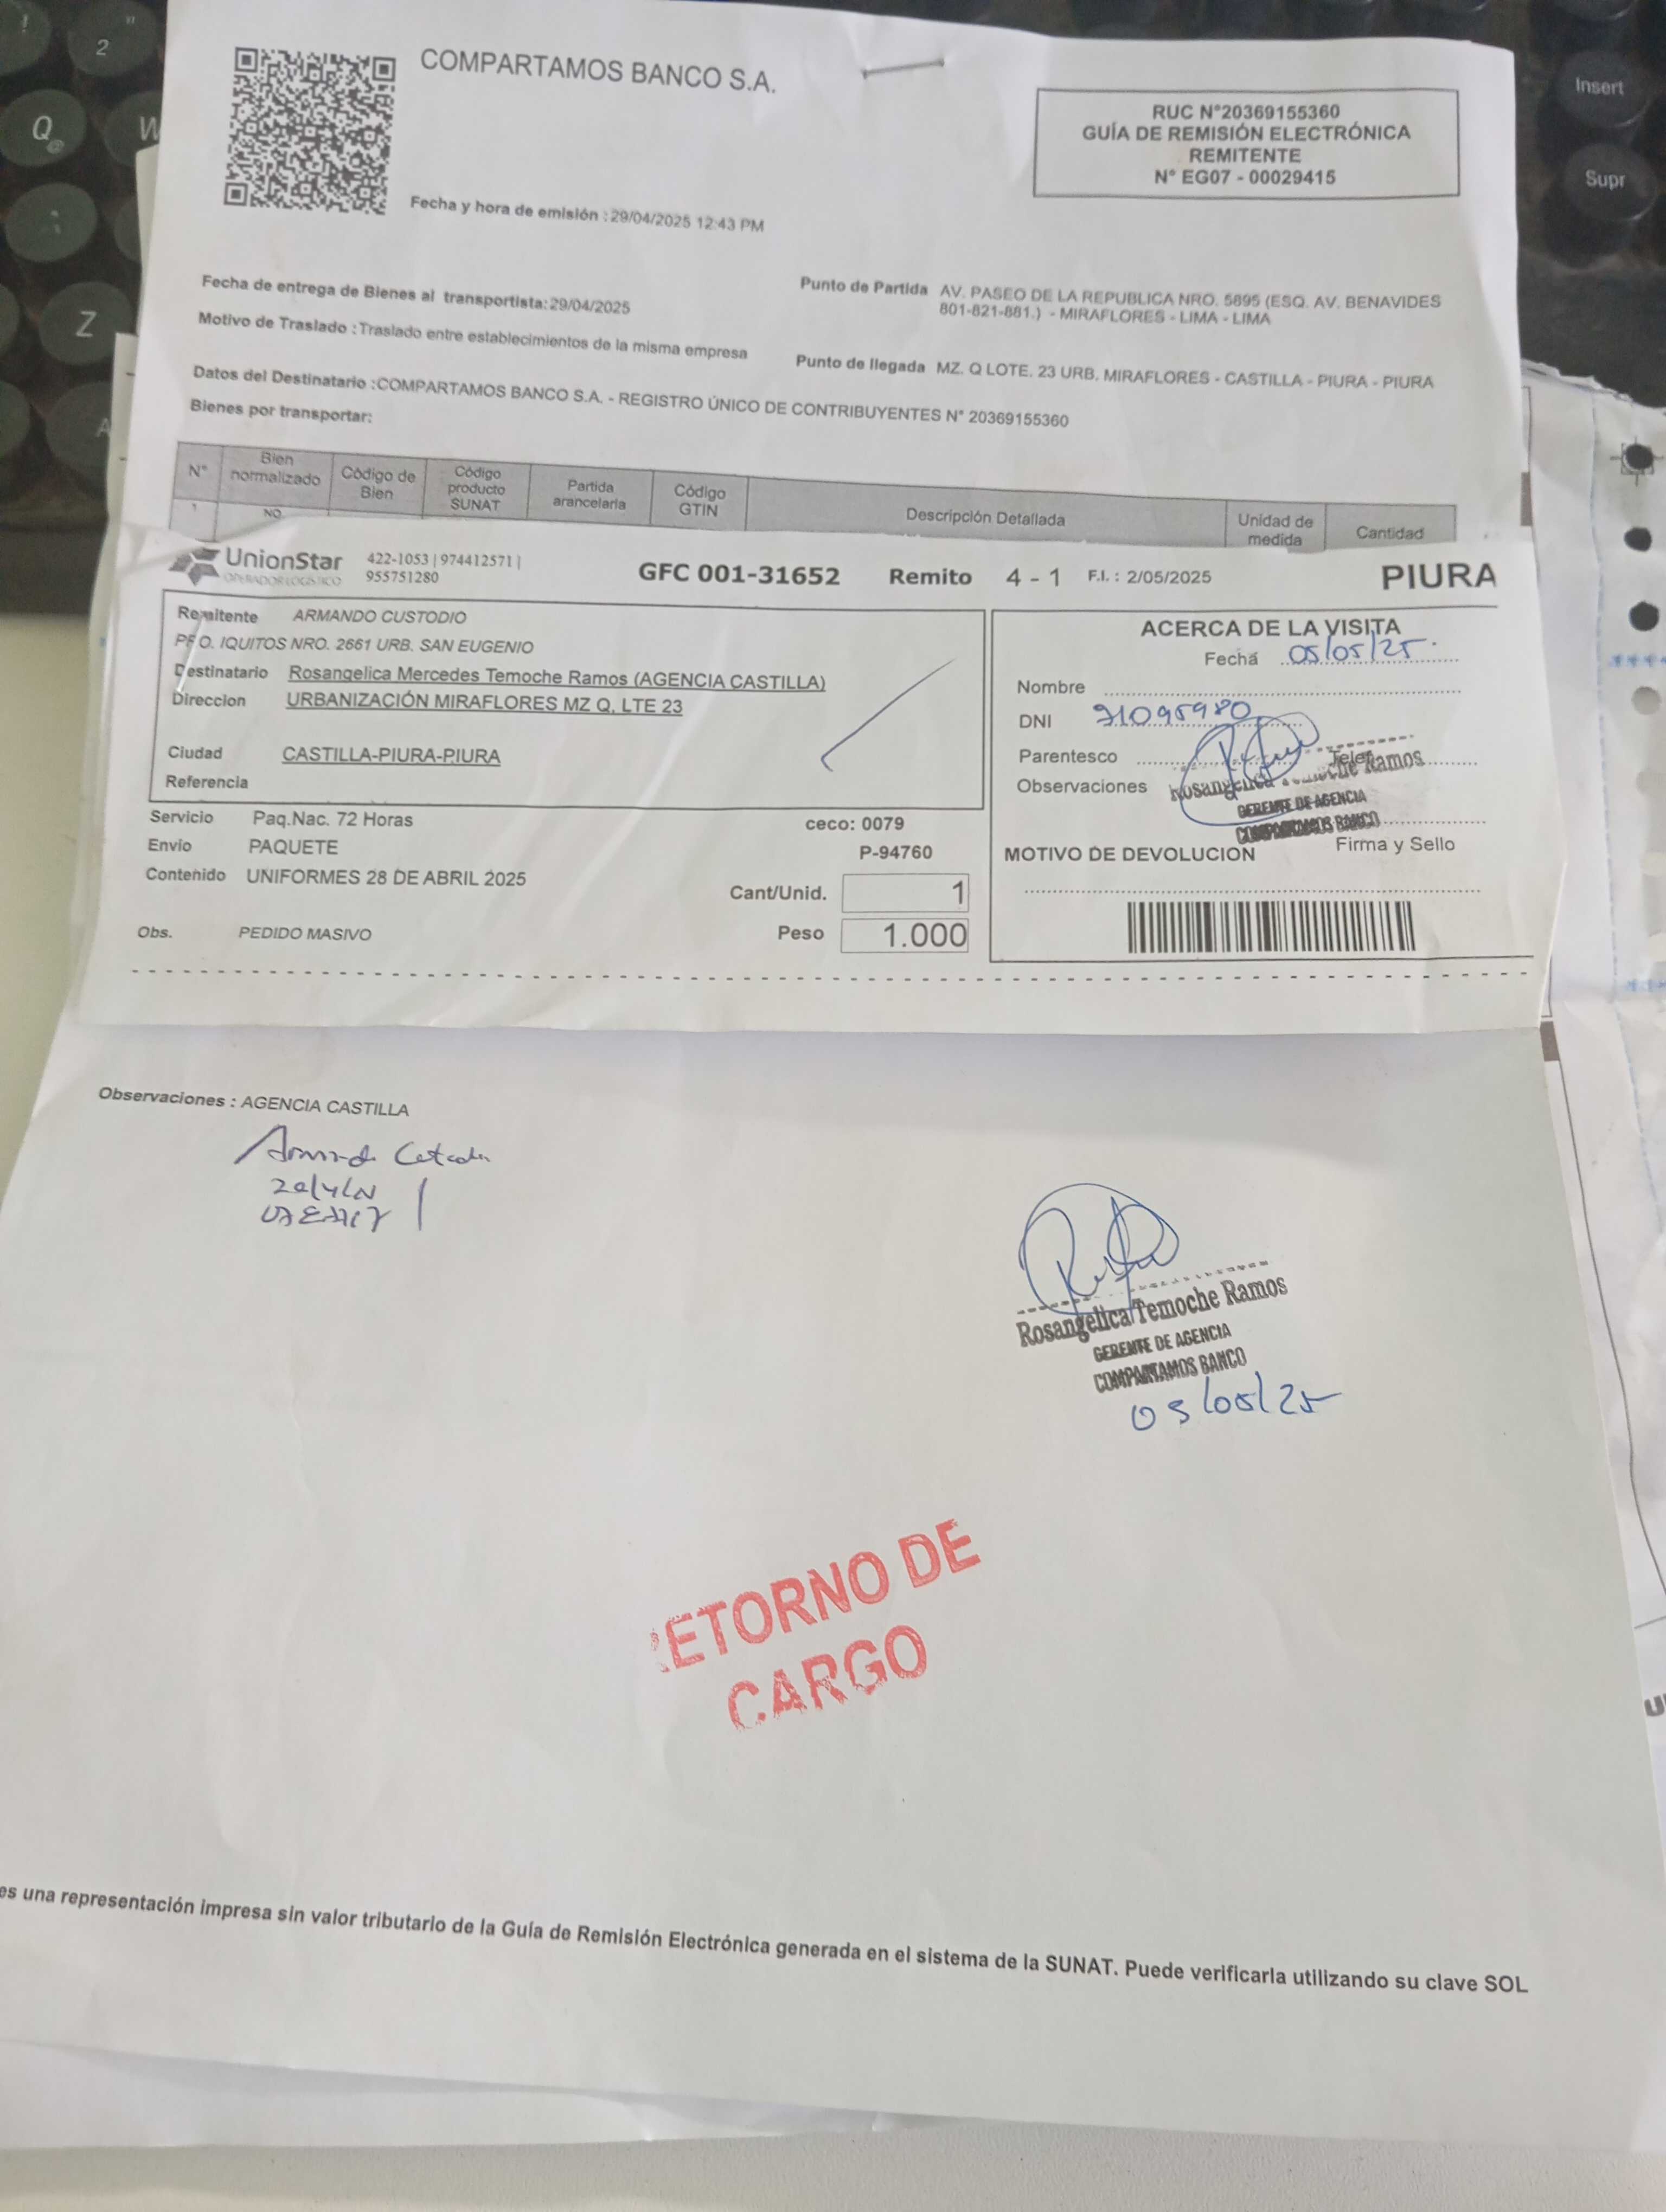 COMPARTAMOS BANCO S.A.
RUC N°20369155360
GUÍA DE REMISIÓN ELECTRÓNICA
REMITENTE
N° EG07 - 00029415
Fecha y hora de emisión : 29/04/2025 12:43 PM
Fecha de entrega de Bienes al transportista: 29/04/2025
Motivo de Traslado : Traslado entre establecimientos de la misma empresa
Punto de Partida AV. PASEO DE LA REPUBLICA NRO. 5895 (ESQ. AV. BENAVIDES
801-821-881.) - MIRAFLORES - LIMA - LIMA
Punto de llegada MZ. Q LOTE. 23 URB. MIRAFLORES - CASTILLA - PIURA - PIURA
Datos del Destinatario : COMPARTAMOS BANCO S.A. - REGISTRO ÚNICO DE CONTRIBUYENTES N° 20369155360
Bienes por transportar:
N° Bien normalizado Código de Bien Código producto SUNAT Partida arancelaria Código GTIN Descripción Detallada Unidad de medida Cantidad
1 NO
UnionStar 422-1053 | 974412571 |
OPERADOR LOGÍSTICO 955751280
GFC 001-31652 Remito 4 - 1 F.I. : 2/05/2025 PIURA
Remitente ARMANDO CUSTODIO
PRO. IQUITOS NRO. 2661 URB. SAN EUGENIO
Destinatario Rosangelica Mercedes Temoche Ramos (AGENCIA CASTILLA)
Direccion URBANIZACIÓN MIRAFLORES MZ Q, LTE 23
Ciudad CASTILLA-PIURA-PIURA
Referencia
Servicio Paq.Nac. 72 Horas ceco: 0079
Envio PAQUETE P-94760
Contenido UNIFORMES 28 DE ABRIL 2025
Cant/Unid. 1
Obs. PEDIDO MASIVO Peso 1.000
ACERCA DE LA VISITA
Fecha 05/05/25.
Nombre
DNI 71095980
Parentesco Telef
Observaciones Rosangelica Temoche Ramos
GERENTE DE AGENCIA
COMPARTAMOS BANCO
Firma y Sello
MOTIVO DE DEVOLUCION
Observaciones : AGENCIA CASTILLA
Rosangelica Temoche Ramos
GERENTE DE AGENCIA
COMPARTAMOS BANCO
05/05/25
RETORNO DE
CARGO
es una representación impresa sin valor tributario de la Guía de Remisión Electrónica generada en el sistema de la SUNAT. Puede verificarla utilizando su clave SOL
2
Q
W
Z
A
Insert
Supr